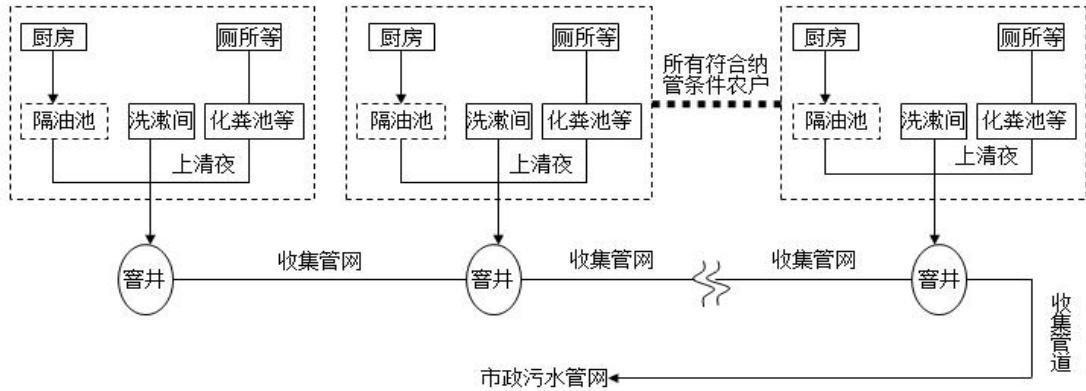 厨房
厕所等
隔油池
洗漱间
化粪池等
上清夜
厨房
厕所等
隔油池
洗漱间
化粪池等
上清夜
所有符合纳
管条件农户
厨房
厕所等
隔油池
洗漱间
化粪池等
上清夜
窨井
收集管网
窨井
收集管网
收集管网
窨井
收集管道
市政污水管网